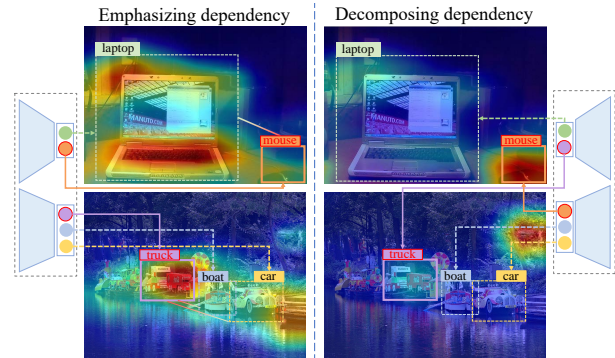 Emphasizing dependency
Decomposing dependency
laptop
mouse
laptop
mouse
truck
boat
car
truck
boat
car